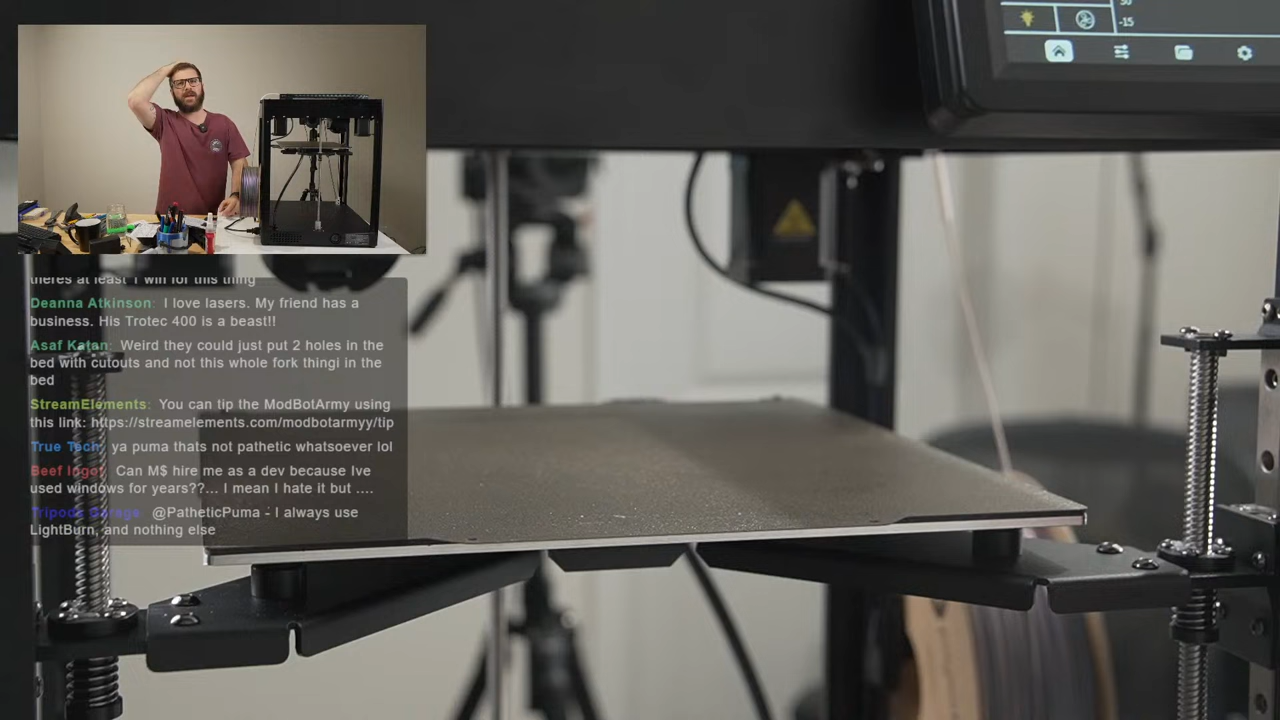 50
-15
theres at least 1 win for this thing
Deanna Atkinson: I love lasers. My friend has a
business. His Trotec 400 is a beast!!
Asaf Katan: Weird they could just put 2 holes in the
bed with cutouts and not this whole fork thingi in the
bed
StreamElements: You can tip the ModBotArmy using
this link: https://streamelements.com/modbotarmyy/tip
True Tech: ya puma thats not pathetic whatsoever lol
Beef Ingot: Can M$ hire me as a dev because Ive
used windows for years??... I mean I hate it but ....
Tripods Garage @PatheticPuma - I always use
LightBurn, and nothing else